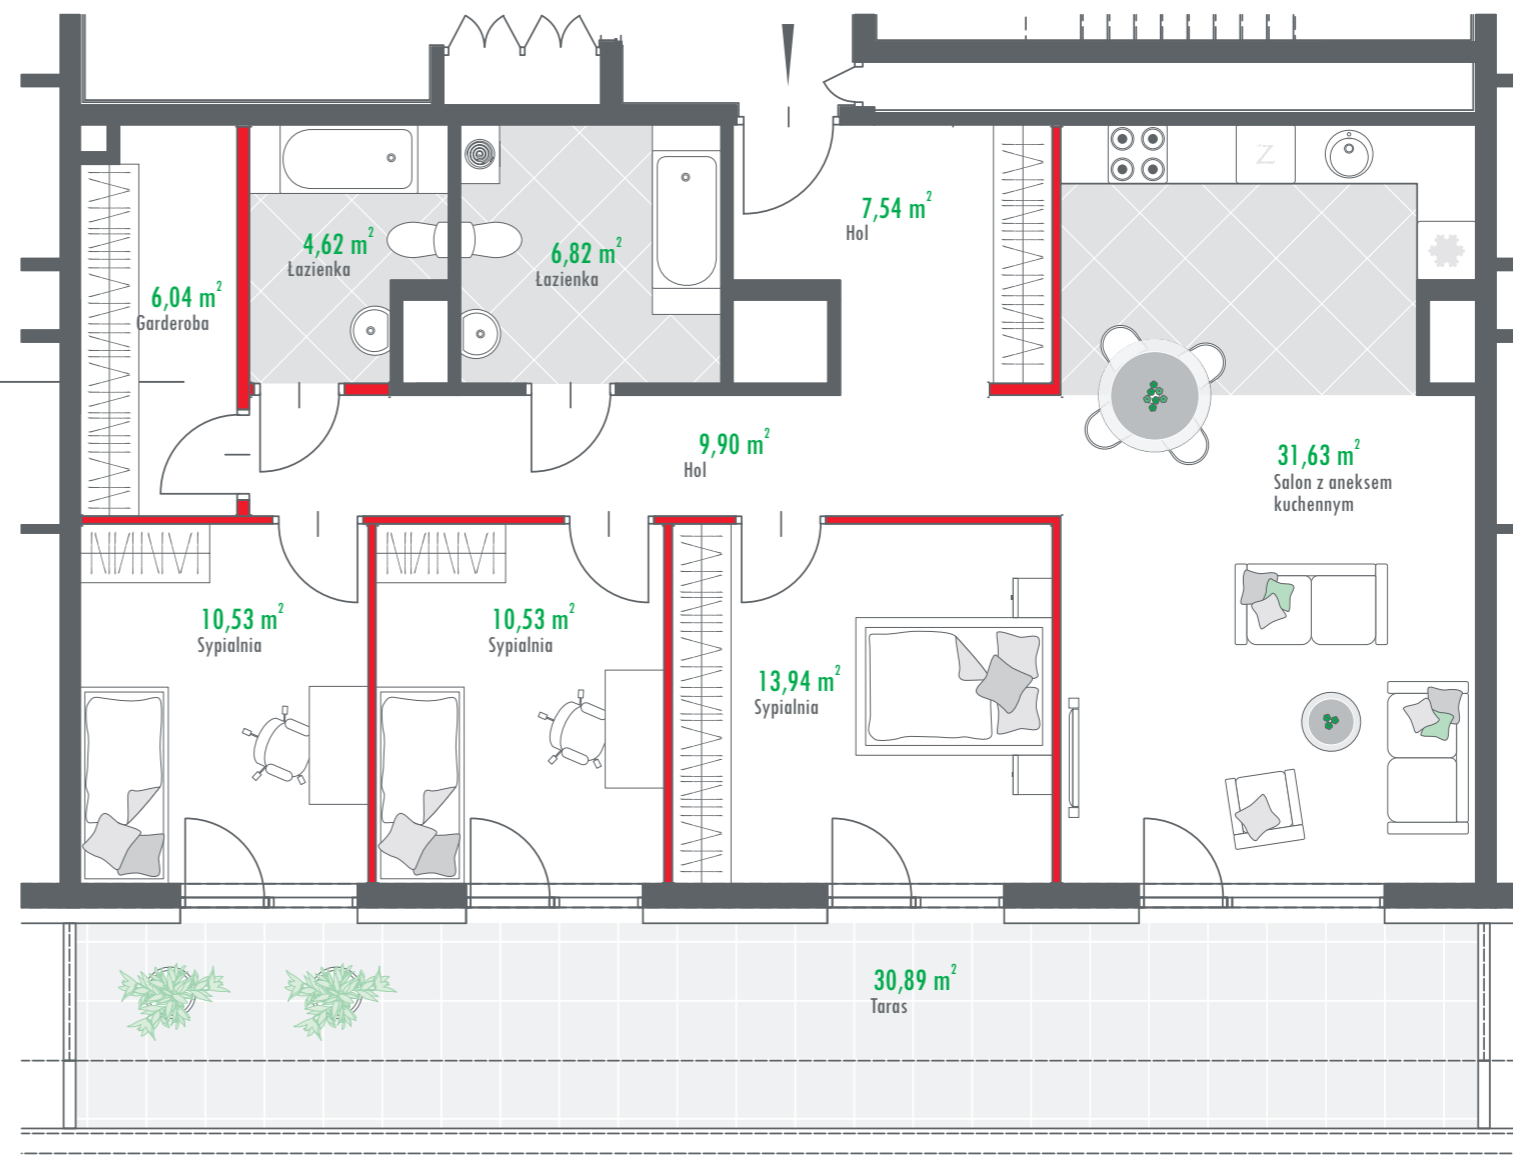 7,54 m²
Hol
4,62 m²
Łazienka
6,82 m²
Łazienka
6,04 m²
Garderoba
Z
9,90 m²
Hol
31,63 m²
Salon z aneksem
kuchennym
10,53 m²
Sypialnia
10,53 m²
Sypialnia
13,94 m²
Sypialnia
30,89 m²
Taras